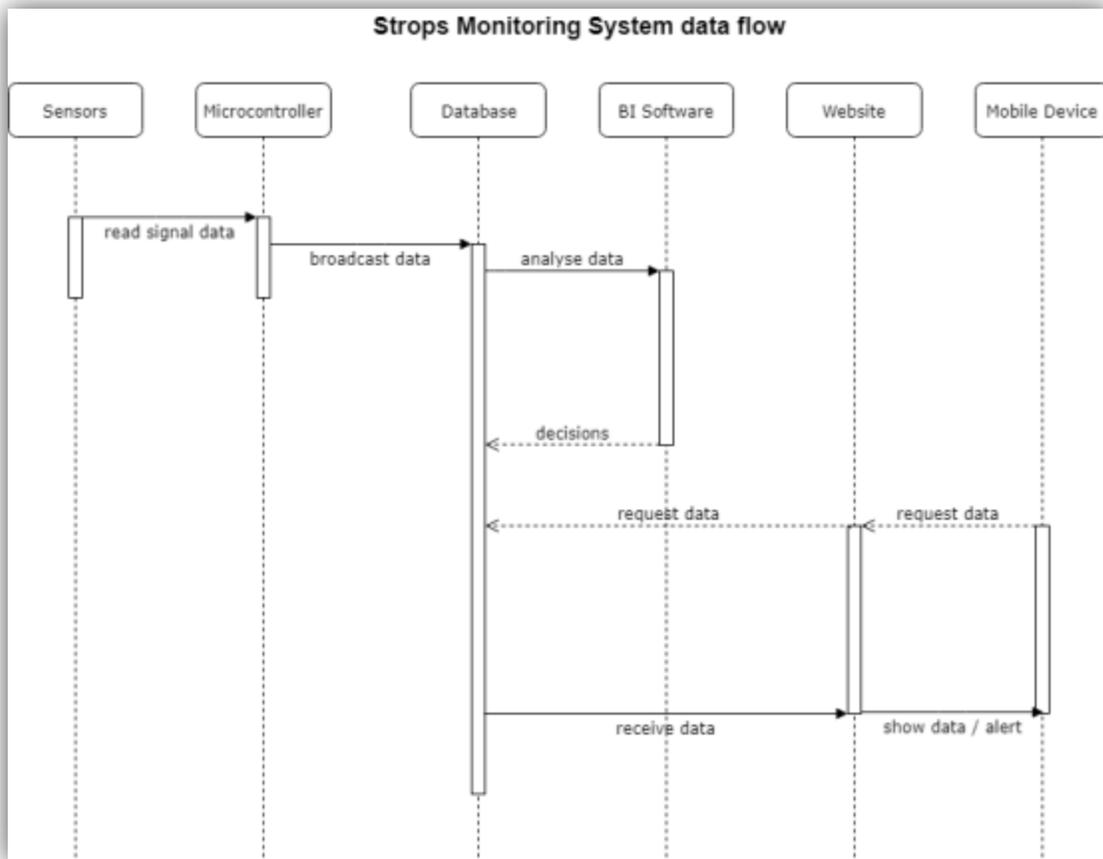 Strops Monitoring System data flow
Sensors
Microcontroller
Database
BI Software
Website
Mobile Device
read signal data
broadcast data
analyse data
decisions
request data
request data
receive data
show data / alert